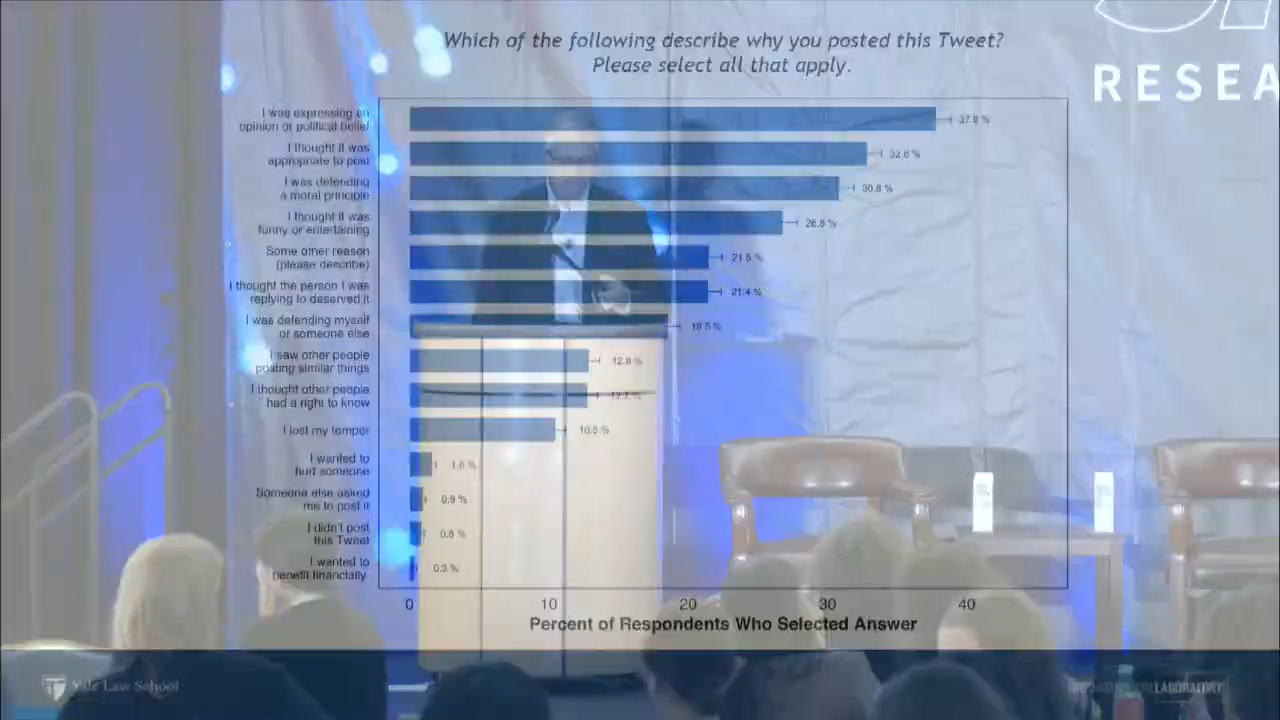 Which of the following describe why you posted this Tweet?
Please select all that apply.
RESEA
I was expressing an
opinion or political belief
37.8 %
I thought it was
appropriate to post
32.8 %
I was defending
a moral principle
30.8 %
I thought it was
funny or entertaining
26.8 %
Some other reason
(please describe)
21.5 %
I thought the person I was
replying to deserved it
21.4 %
I was defending myself
or someone else
18.5 %
I saw other people
posting similar things
12.8 %
I thought other people
had a right to know
I lost my temper
10.5 %
I wanted to
hurt someone
1.6 %
Someone else asked
me to post it
0.9 %
I didn't post
this Tweet
0.8 %
I wanted to
benefit financially
0.3 %
0 10 20 30 40
Percent of Respondents Who Selected Answer
Yale Law School